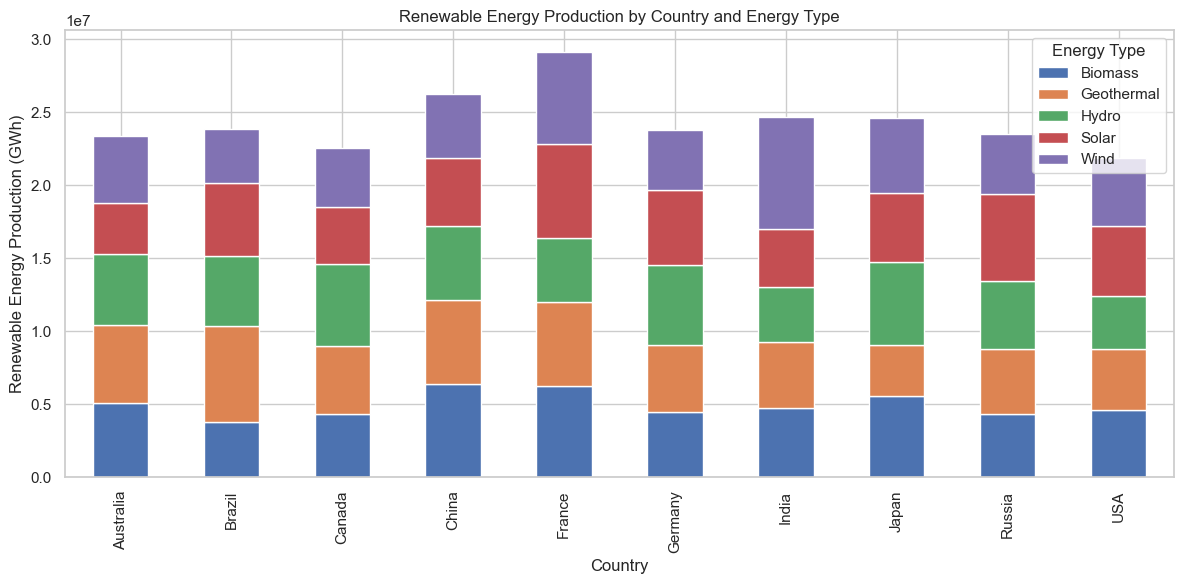 Renewable Energy Production by Country and Energy Type
1e7
3.0
2.5
2.0
1.5
1.0
0.5
0.0
Renewable Energy Production (GWh)
Energy Type
Biomass
Geothermal
Hydro
Solar
Wind
Australia
Brazil
Canada
China
France
Germany
India
Japan
Russia
USA
Country